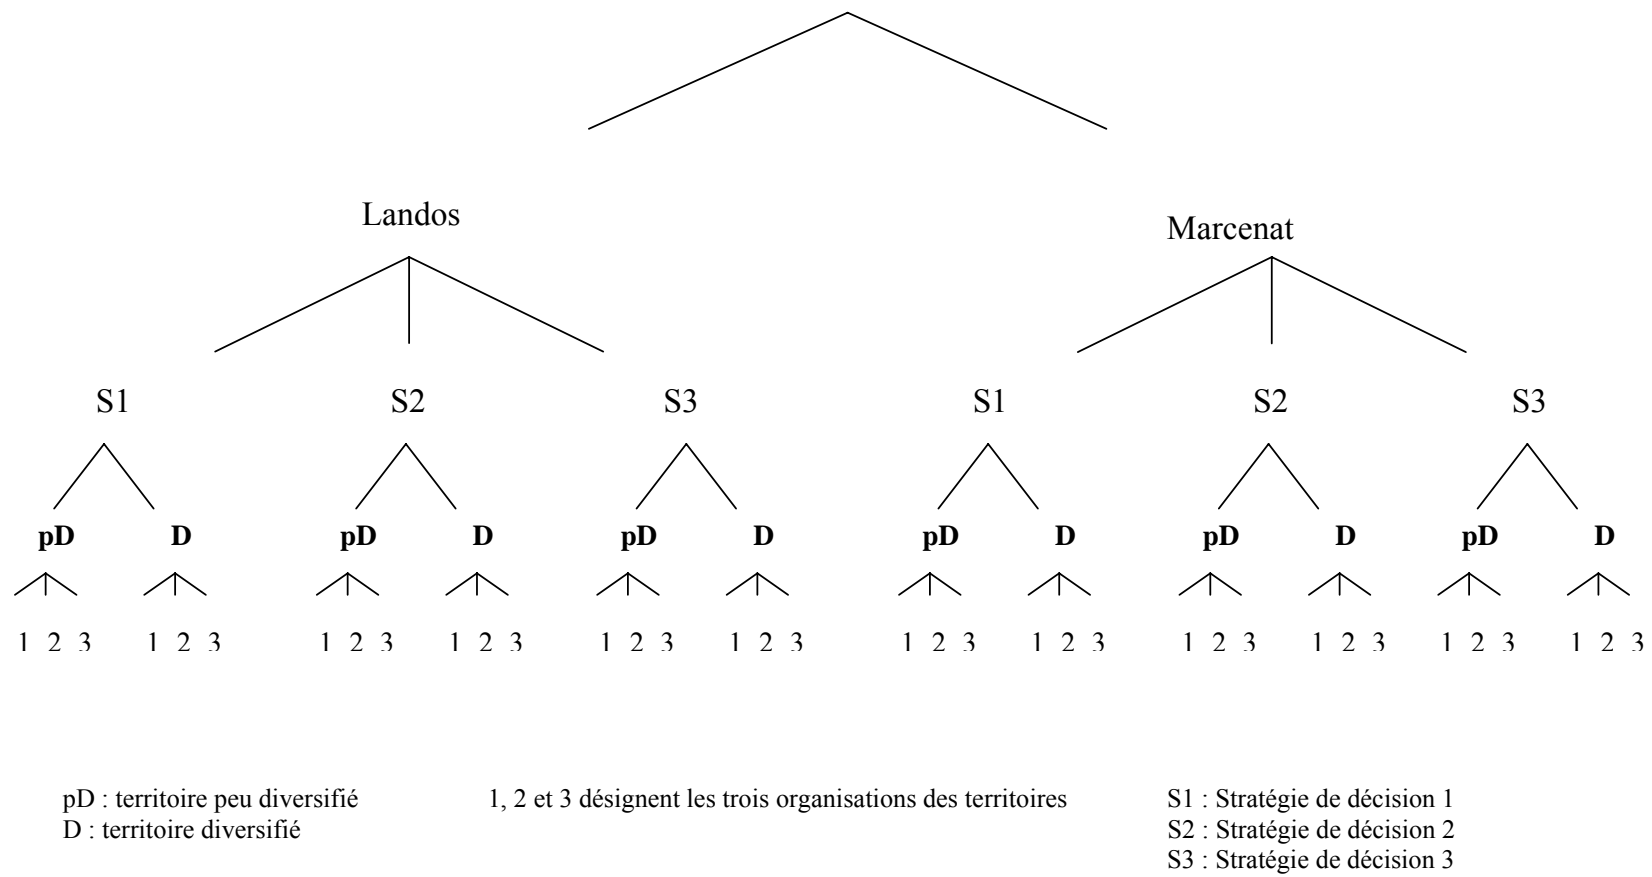 Landos
Marcenat
S1 S2 S3 S1 S2 S3
pD D pD D pD D pD D pD D pD D
1 2 3 1 2 3 1 2 3 1 2 3 1 2 3 1 2 3 1 2 3 1 2 3 1 2 3 1 2 3 1 2 3 1 2 3
pD : territoire peu diversifié
D : territoire diversifié
1, 2 et 3 désignent les trois organisations des territoires
S1 : Stratégie de décision 1
S2 : Stratégie de décision 2
S3 : Stratégie de décision 3